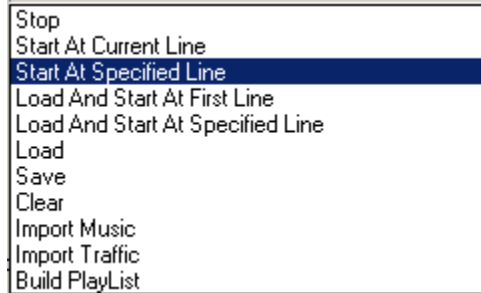 Stop
Start At Current Line
Start At Specified Line
Load And Start At First Line
Load And Start At Specified Line
Load
Save
Clear
Import Music
Import Traffic
Build PlayList